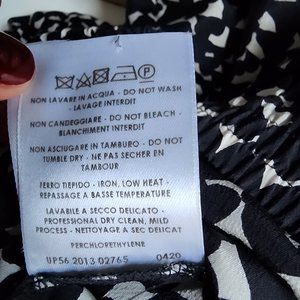 NON LAVARE IN ACQUA - DO NOT WASH
- LAVAGE INTERDIT
NON CANDEGGIARE - DO NOT BLEACH -
BLANCHIMENT INTERDIT
NON ASCIUGARE IN TAMBURO - DO NOT
TUMBLE DRY - NE PAS SECHER EN
TAMBOUR
FERRO TIEPIDO - IRON, LOW HEAT -
REPASSAGE A BASSE TEMPERATURE
LAVABILE A SECCO DELICATO -
PROFESSIONAL DRY CLEAN, MILD
PROCESS - NETTOYAGE A SEC DELICAT
PERCHLORETHYLENE
UP56 2013 02765 0420